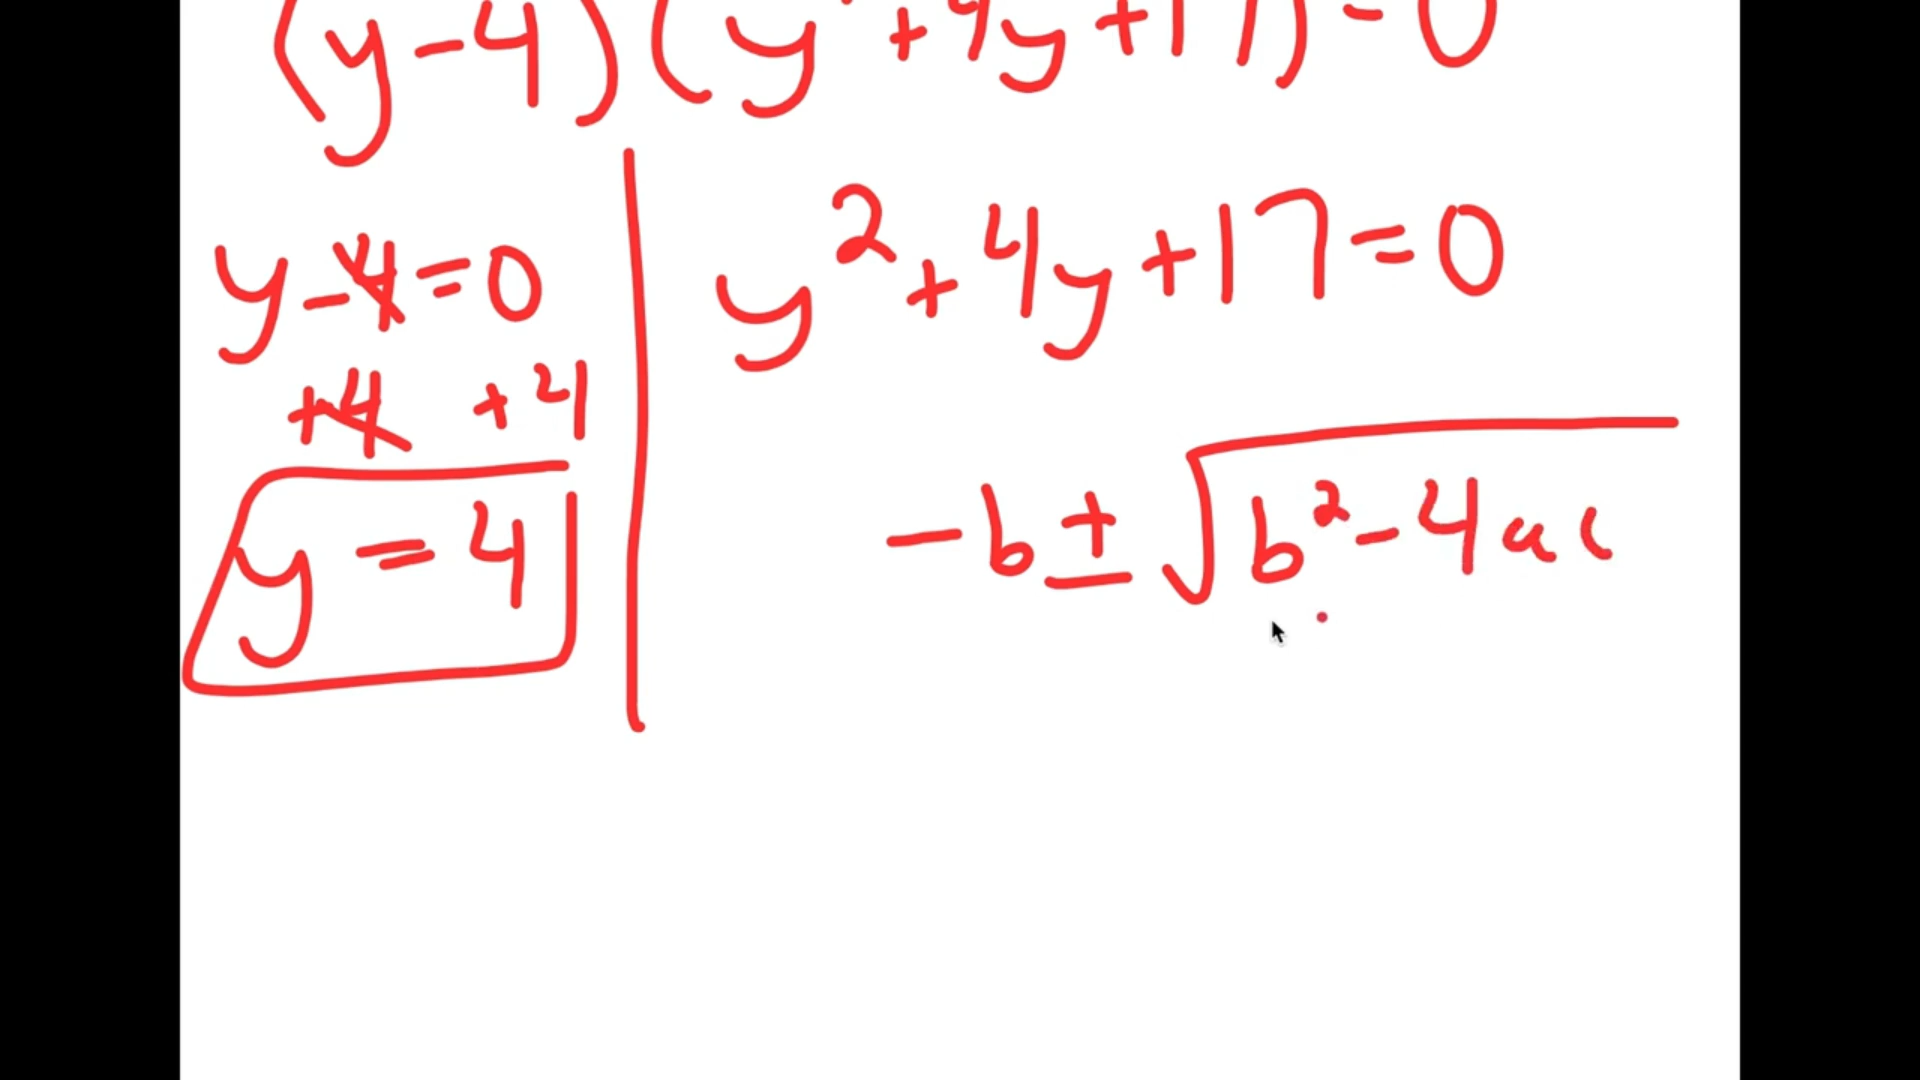 (y-4)(y²+4y+17)=0
y-4=0
+4 +4
y=4
y²+4y+17=0
-b±√b²-4ac